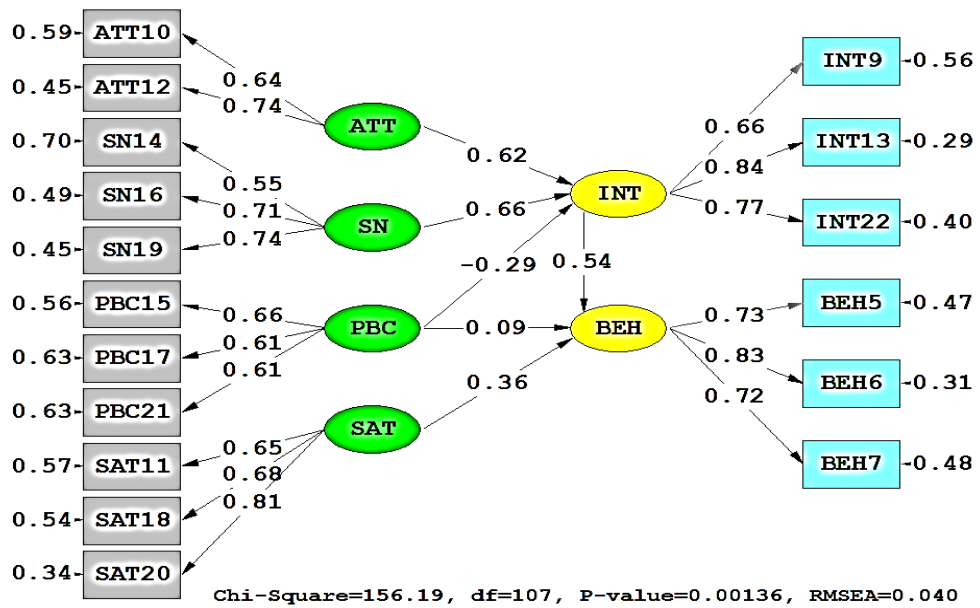 0.59 ATT10
0.45 ATT12
0.70 SN14
0.49 SN16
0.45 SN19
0.56 PBC15
0.63 PBC17
0.63 PBC21
0.57 SAT11
0.54 SAT18
0.34 SAT20
0.64
0.74
0.55
0.71
0.74
0.66
0.61
0.61
0.65
0.68
0.81
ATT
SN
PBC
SAT
0.62
0.66
-0.29
0.54
0.09
0.36
INT
BEH
0.66
0.84
0.77
0.73
0.83
0.72
INT9 0.56
INT13 0.29
INT22 0.40
BEH5 0.47
BEH6 0.31
BEH7 0.48
Chi-Square=156.19, df=107, P-value=0.00136, RMSEA=0.040